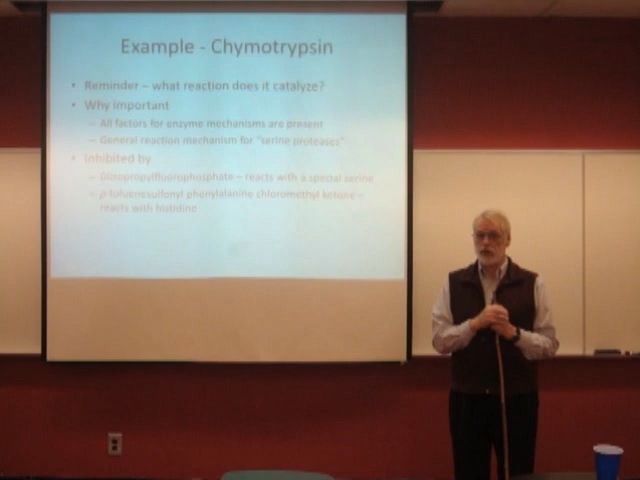 Example - Chymotrypsin
• Reminder – what reaction does it catalyze?
• Why important
– All factors for enzyme mechanisms are present
– General reaction mechanism for "serine proteases"
• Inhibited by
– Diisopropylfluorophosphate – reacts with a special serine
– p-toluenesulfonyl phenylalanine chloromethyl ketone –
reacts with histidine